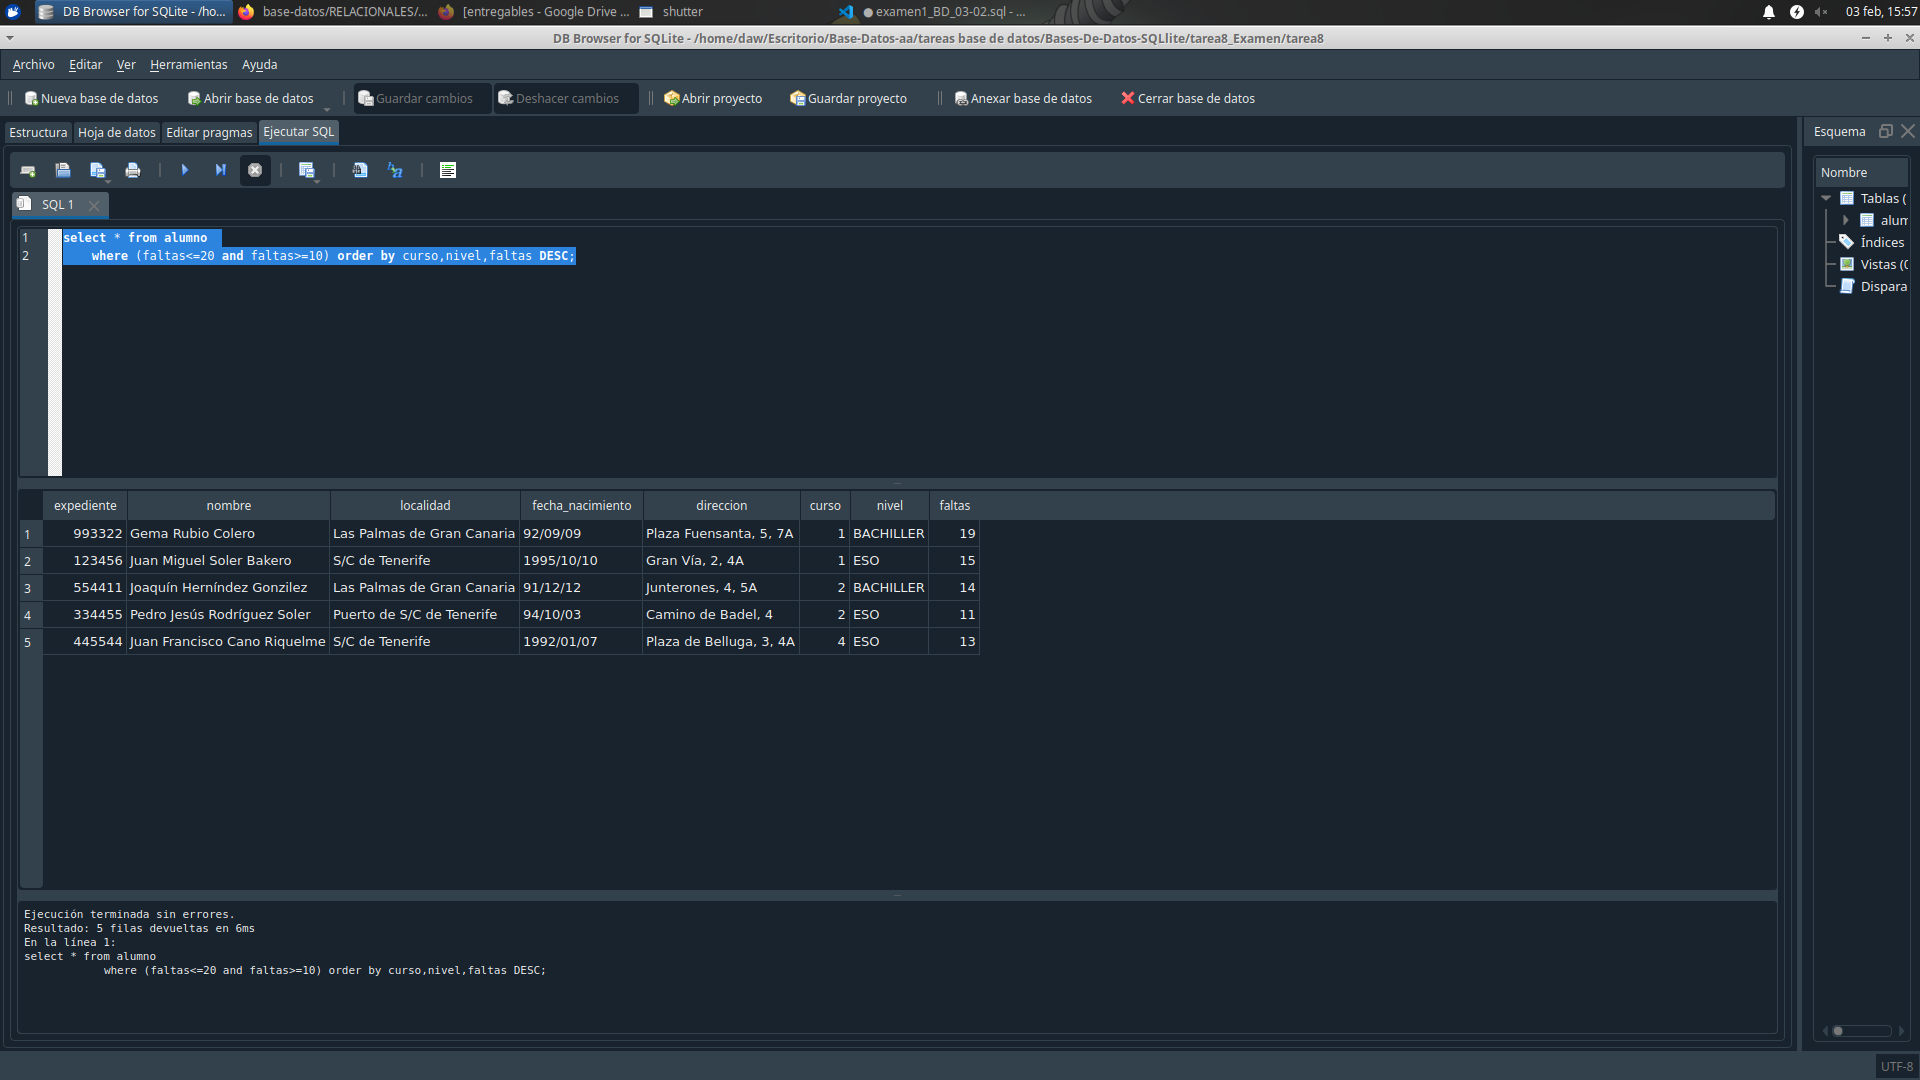 DB Browser for SQLite - /ho...
base-datos/RELACIONALES/...
[entregables - Google Drive ...
shutter
● examen1_BD_03-02.sql - ...
03 feb, 15:57
DB Browser for SQLite - /home/daw/Escritorio/Base-Datos-aa/tareas base de datos/Bases-De-Datos-SQLlite/tarea8_Examen/tarea8
Archivo Editar Ver Herramientas Ayuda
Nueva base de datos Abrir base de datos Guardar cambios Deshacer cambios Abrir proyecto Guardar proyecto Anexar base de datos Cerrar base de datos
Estructura Hoja de datos Editar pragmas Ejecutar SQL
Esquema
Nombre
Tablas (
alum
Índices
Vistas (0
Dispara
SQL 1
1 select * from alumno
2 where (faltas<=20 and faltas>=10) order by curso,nivel,faltas DESC;
expediente nombre localidad fecha_nacimiento direccion curso nivel faltas
1 993322 Gema Rubio Colero Las Palmas de Gran Canaria 92/09/09 Plaza Fuensanta, 5, 7A 1 BACHILLER 19
2 123456 Juan Miguel Soler Bakero S/C de Tenerife 1995/10/10 Gran Vía, 2, 4A 1 ESO 15
3 554411 Joaquín Herníndez Gonzilez Las Palmas de Gran Canaria 91/12/12 Junterones, 4, 5A 2 BACHILLER 14
4 334455 Pedro Jesús Rodríguez Soler Puerto de S/C de Tenerife 94/10/03 Camino de Badel, 4 2 ESO 11
5 445544 Juan Francisco Cano Riquelme S/C de Tenerife 1992/01/07 Plaza de Belluga, 3, 4A 4 ESO 13
Ejecución terminada sin errores.
Resultado: 5 filas devueltas en 6ms
En la línea 1:
select * from alumno
where (faltas<=20 and faltas>=10) order by curso,nivel,faltas DESC;
UTF-8